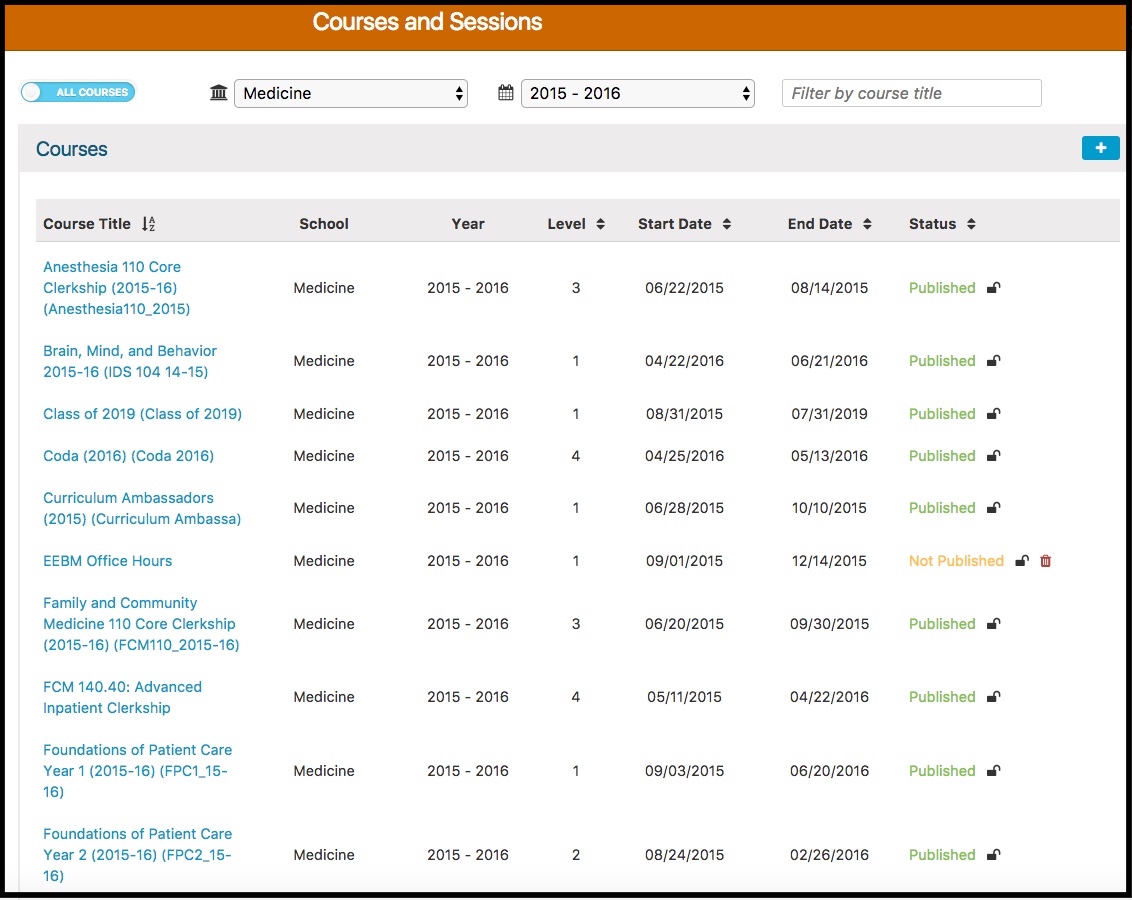 Courses and Sessions
ALL COURSES Medicine 2015 - 2016 Filter by course title
Courses
Course Title School Year Level Start Date End Date Status
Anesthesia 110 Core
Clerkship (2015-16) Medicine 2015 - 2016 3 06/22/2015 08/14/2015 Published
(Anesthesia110_2015)
Brain, Mind, and Behavior
2015-16 (IDS 104 14-15) Medicine 2015 - 2016 1 04/22/2016 06/21/2016 Published
Class of 2019 (Class of 2019) Medicine 2015 - 2016 1 08/31/2015 07/31/2019 Published
Coda (2016) (Coda 2016) Medicine 2015 - 2016 4 04/25/2016 05/13/2016 Published
Curriculum Ambassadors
(2015) (Curriculum Ambassa) Medicine 2015 - 2016 1 06/28/2015 10/10/2015 Published
EEBM Office Hours Medicine 2015 - 2016 1 09/01/2015 12/14/2015 Not Published
Family and Community
Medicine 110 Core Clerkship Medicine 2015 - 2016 3 06/20/2015 09/30/2015 Published
(2015-16) (FCM110_2015-16)
FCM 140.40: Advanced
Inpatient Clerkship Medicine 2015 - 2016 4 05/11/2015 04/22/2016 Published
Foundations of Patient Care
Year 1 (2015-16) (FPC1_15- Medicine 2015 - 2016 1 09/03/2015 06/20/2016 Published
16)
Foundations of Patient Care
Year 2 (2015-16) (FPC2_15- Medicine 2015 - 2016 2 08/24/2015 02/26/2016 Published
16)